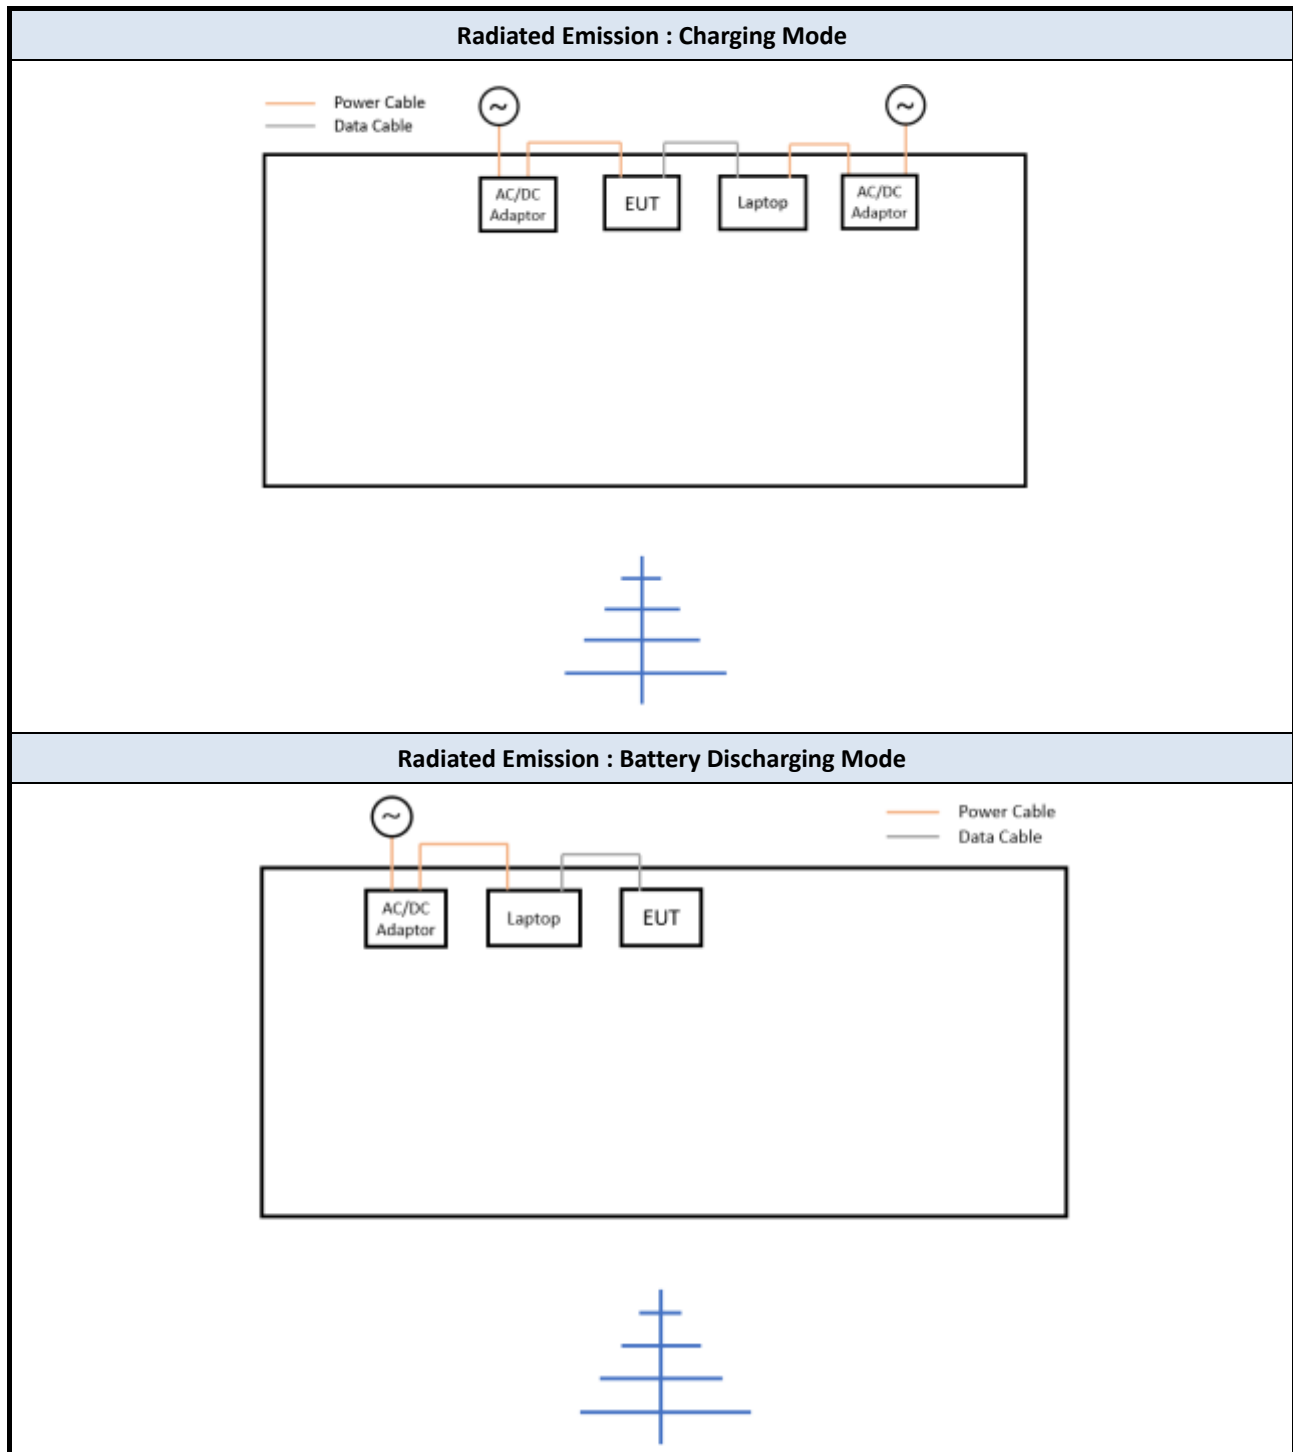 Radiated Emission : Charging Mode
Power Cable
Data Cable
~
~
AC/DC
Adaptor
EUT
Laptop
AC/DC
Adaptor
Radiated Emission : Battery Discharging Mode
~
Power Cable
Data Cable
AC/DC
Adaptor
Laptop
EUT